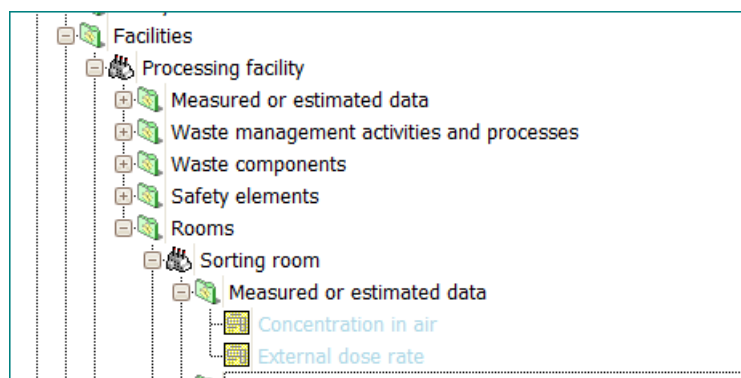 Facilities
Processing facility
Measured or estimated data
Waste management activities and processes
Waste components
Safety elements
Rooms
Sorting room
Measured or estimated data
Concentration in air
External dose rate